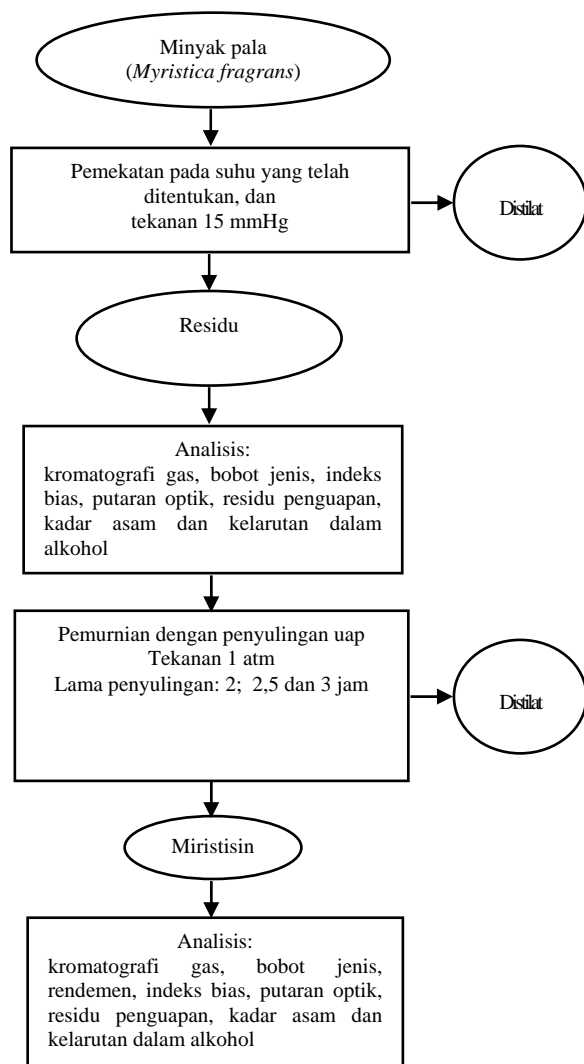 Minyak pala
(Myristica fragrans)
Pemekatan pada suhu yang telah
ditentukan, dan
tekanan 15 mmHg
Distilat
Residu
Analisis:
kromatografi gas, bobot jenis, indeks
bias, putaran optik, residu penguapan,
kadar asam dan kelarutan dalam
alkohol
Pemurnian dengan penyulingan uap
Tekanan 1 atm
Lama penyulingan: 2; 2,5 dan 3 jam
Distilat
Miristisin
Analisis:
kromatografi gas, bobot jenis,
rendemen, indeks bias, putaran optik,
residu penguapan, kadar asam dan
kelarutan dalam alkohol